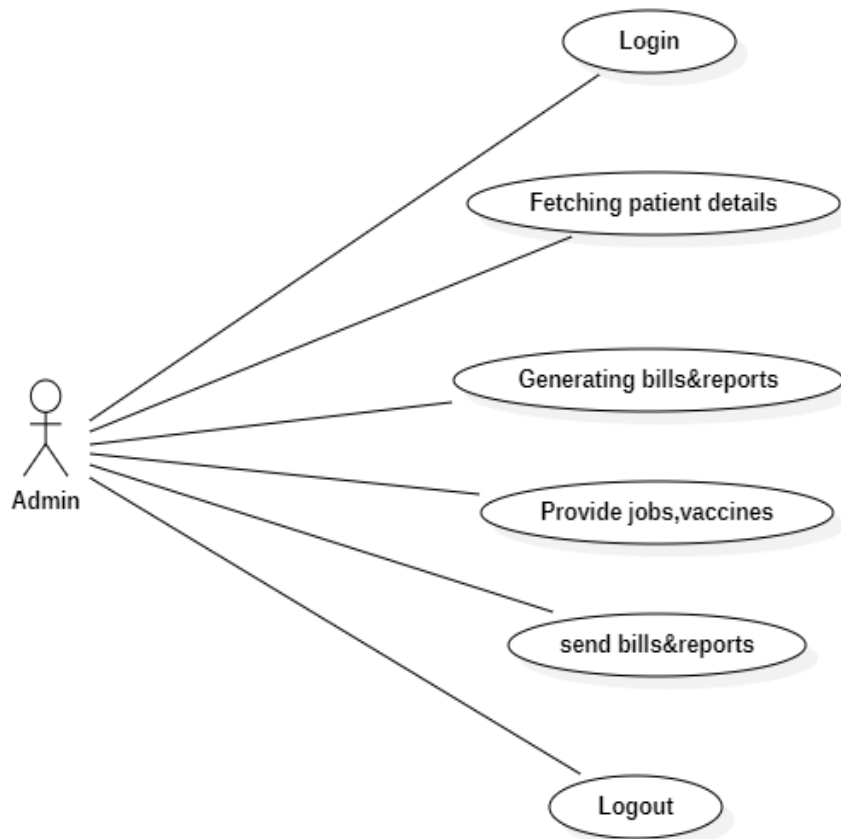 Login
Fetching patient details
Generating bills&reports
Admin
Provide jobs,vaccines
send bills&reports
Logout